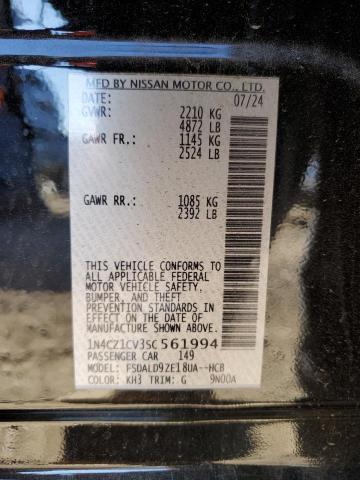 MFD BY NISSAN MOTOR CO., LTD.
DATE: 07/24
GVWR: 2210 KG
4872 LB
GAWR FR.: 1145 KG
2524 LB
GAWR RR.: 1085 KG
2392 LB
THIS VEHICLE CONFORMS TO
ALL APPLICABLE FEDERAL
MOTOR VEHICLE SAFETY,
BUMPER, AND THEFT
PREVENTION STANDARDS IN
EFFECT ON THE DATE OF
MANUFACTURE SHOWN ABOVE.
1N4CZ1CV3SC561994
PASSENGER CAR 149
MODEL: FSDALD9ZE18UA--HCB
COLOR: KH3 TRIM: G 9N00A